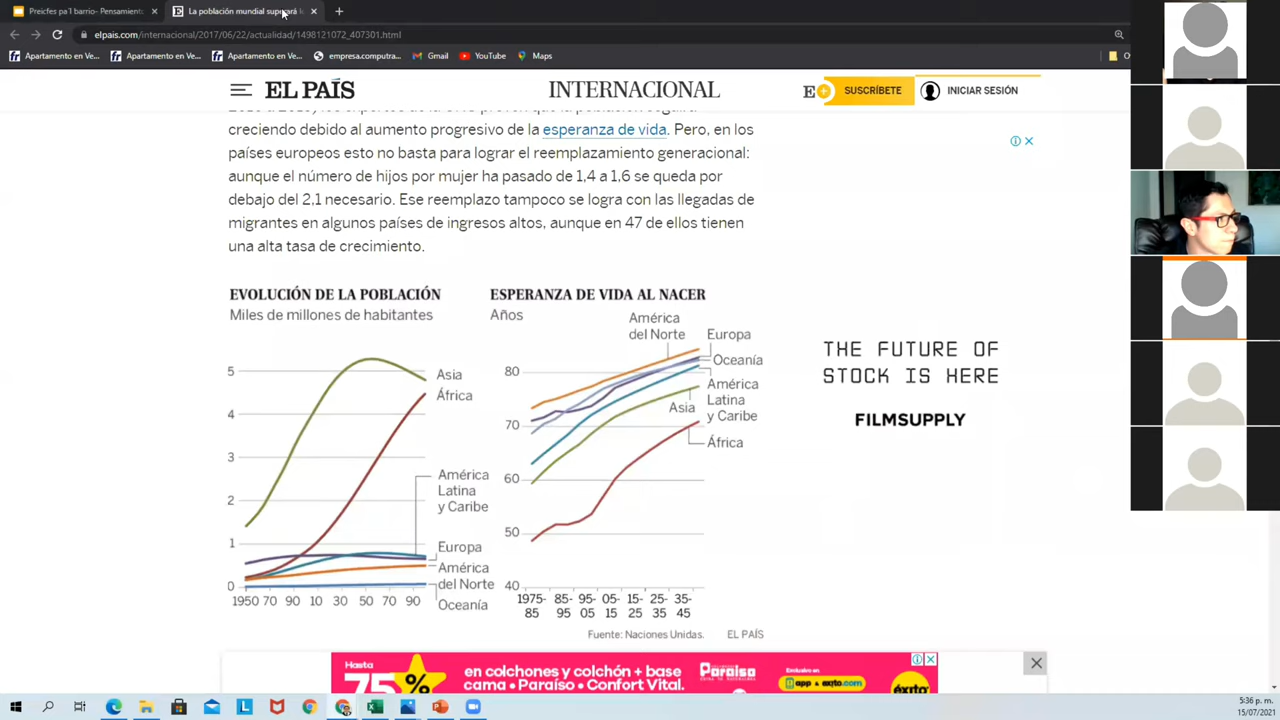 Preicfes pa'l barrio- Pensamiento
La población mundial superará l
elpais.com/internacional/2017/06/22/actualidad/1498121072_407301.html
Apartamento en Ve...
Apartamento en Ve...
Apartamento en Ve...
empresa.computra...
Gmail
YouTube
Maps
O
EL PAÍS
INTERNACIONAL
E+
SUSCRÍBETE
INICIAR SESIÓN
creciendo debido al aumento progresivo de la esperanza de vida. Pero, en los
países europeos esto no basta para lograr el reemplazamiento generacional:
aunque el número de hijos por mujer ha pasado de 1,4 a 1,6 se queda por
debajo del 2,1 necesario. Ese reemplazo tampoco se logra con las llegadas de
migrantes en algunos países de ingresos altos, aunque en 47 de ellos tienen
una alta tasa de crecimiento.
EVOLUCIÓN DE LA POBLACIÓN
Miles de millones de habitantes
5
4
3
2
1
0
Asia
África
América
Latina
y Caribe
Europa
América
del Norte
Oceanía
1950 70 90 10 30 50 70 90
ESPERANZA DE VIDA AL NACER
Años
80
70
60
50
40
América
del Norte
Europa
Oceanía
América
Latina
y Caribe
Asia
África
1975- 85- 95- 05- 15- 25- 35-
85 95 05 15 25 35 45
Fuente: Naciones Unidas. EL PAÍS
THE FUTURE OF
STOCK IS HERE
FILMSUPPLY
Hasta
75%
en colchones y colchón + base
cama • Paraíso • Confort Vital.
Paraíso
Exclusivo en
app & exito.com
éxito
5:36 p. m.
15/07/2021